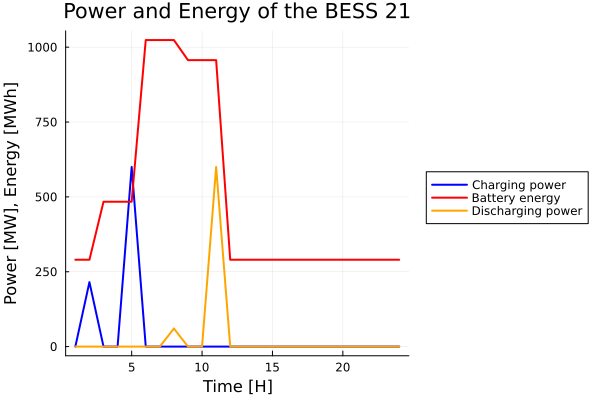 Power and Energy of the BESS 21
Power [MW], Energy [MWh]
1000
750
500
250
0
5
10
15
20
Time [H]
Charging power
Battery energy
Discharging power